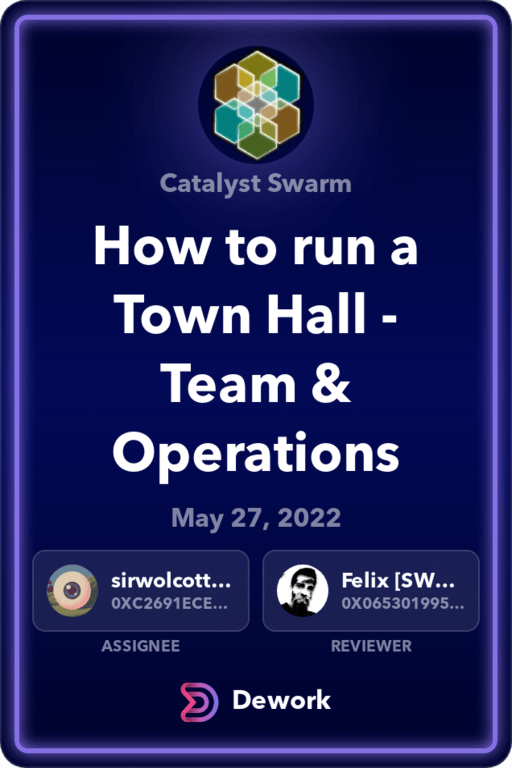 Catalyst Swarm
How to run a
Town Hall -
Team &
Operations
May 27, 2022
sirwolcott...
0XC2691ECE...
Felix [SW...
0X065301995...
ASSIGNEE
REVIEWER
Dework